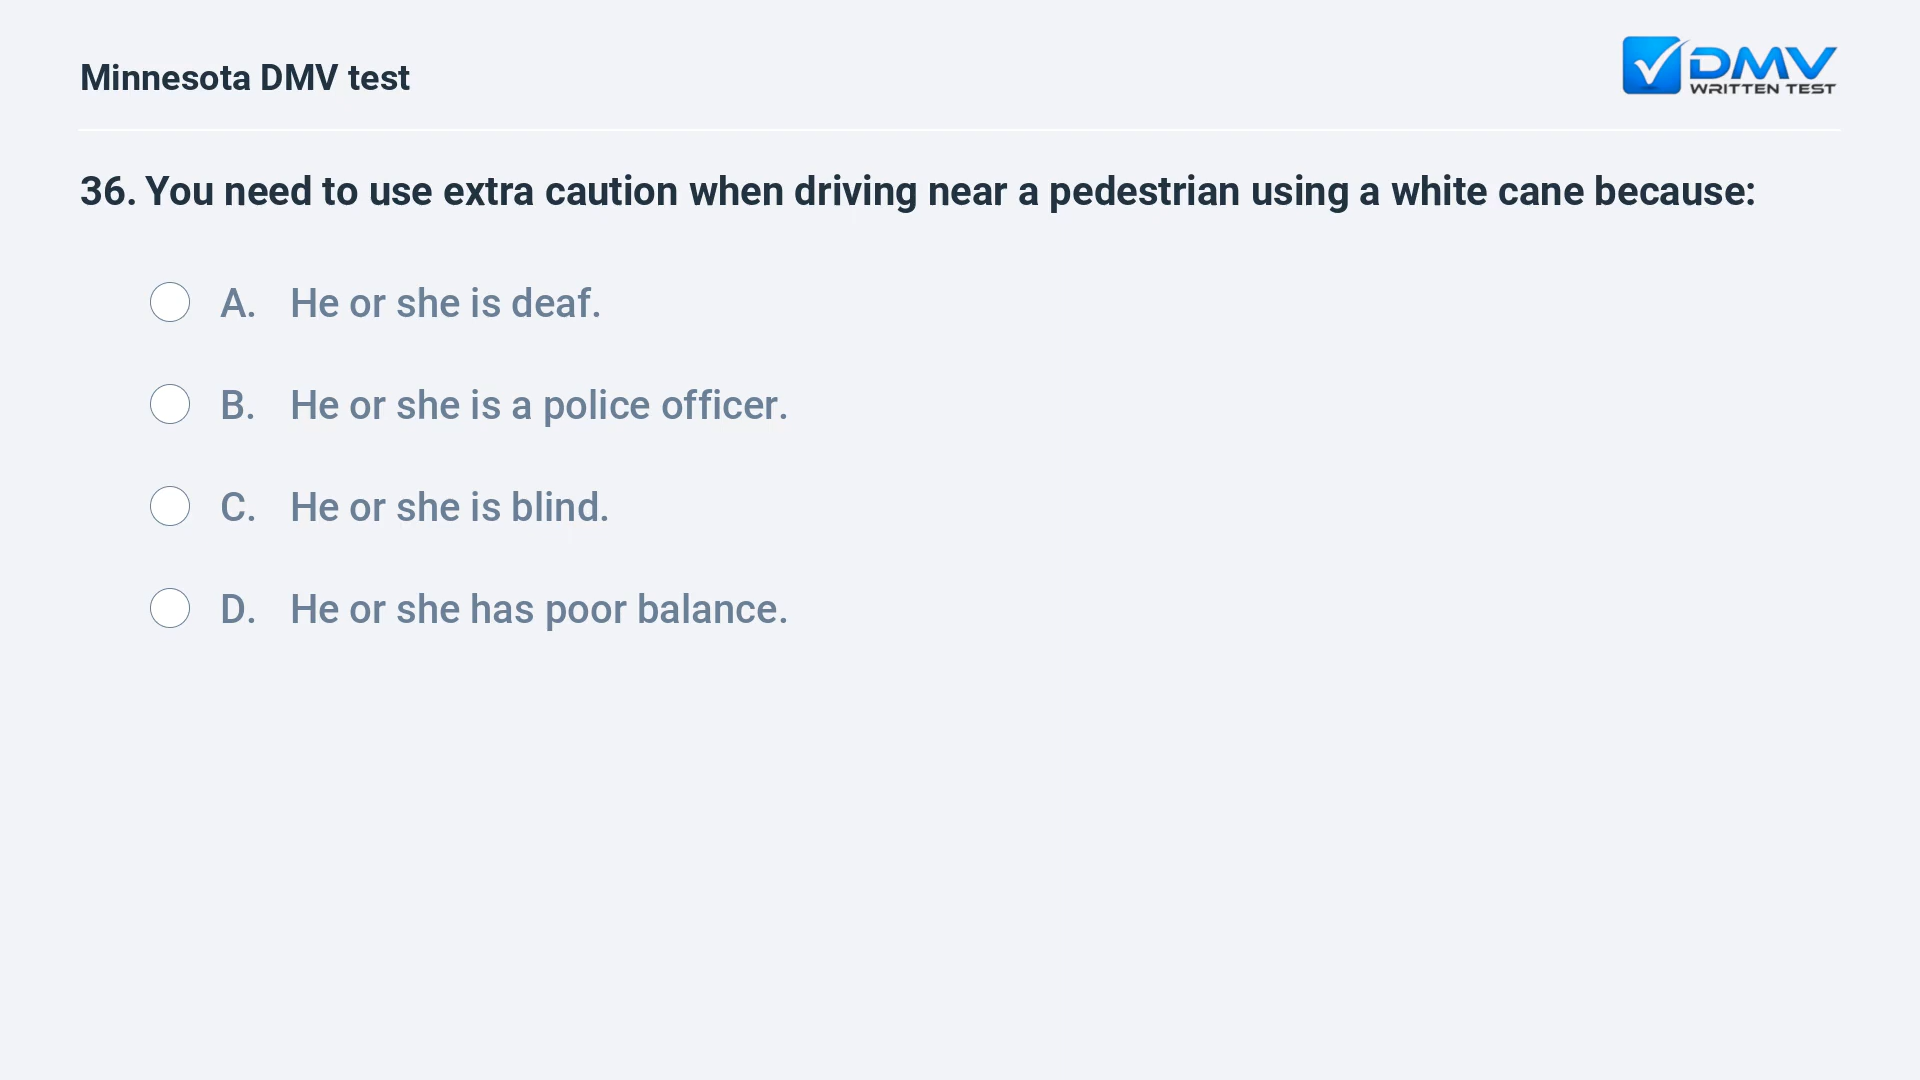 Minnesota DMV test
DMV
WRITTEN TEST
36. You need to use extra caution when driving near a pedestrian using a white cane because:
A. He or she is deaf.
B. He or she is a police officer.
C. He or she is blind.
D. He or she has poor balance.